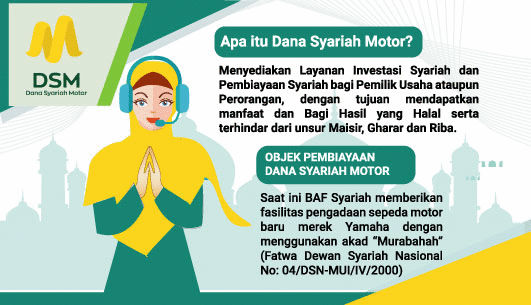 DSM
Dana Syariah Motor
Apa itu Dana Syariah Motor?
Menyediakan Layanan Investasi Syariah dan
Pembiayaan Syariah bagi Pemilik Usaha ataupun
Perorangan, dengan tujuan mendapatkan
manfaat dan Bagi Hasil yang Halal serta
terhindar dari unsur Maisir, Gharar dan Riba.
OBJEK PEMBIAYAAN
DANA SYARIAH MOTOR
Saat ini BAF Syariah memberikan
fasilitas pengadaan sepeda motor
baru merek Yamaha dengan
menggunakan akad “Murabahah”
(Fatwa Dewan Syariah Nasional
No: 04/DSN-MUI/IV/2000)